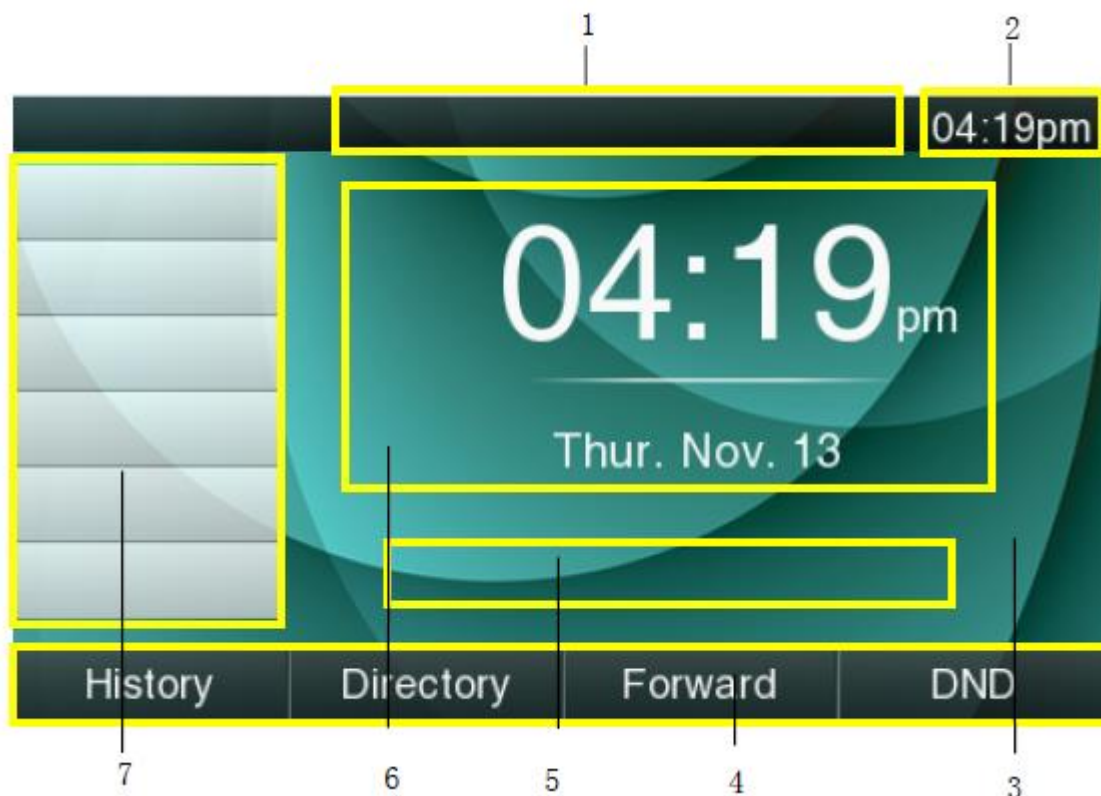 1 2
04:19pm
04:19pm
Thur. Nov. 13
History Directory Forward DND
7 6 5 4 3